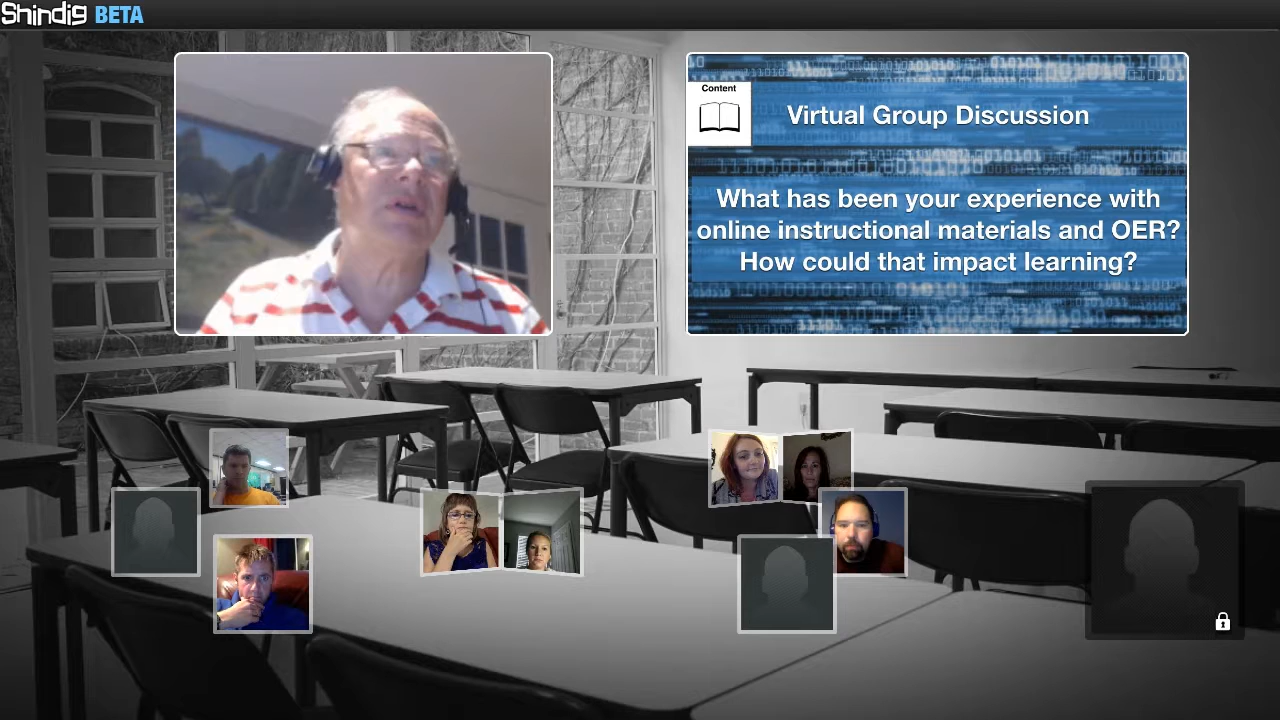 Shindig BETA
Content
Virtual Group Discussion
What has been your experience with
online instructional materials and OER?
How could that impact learning?